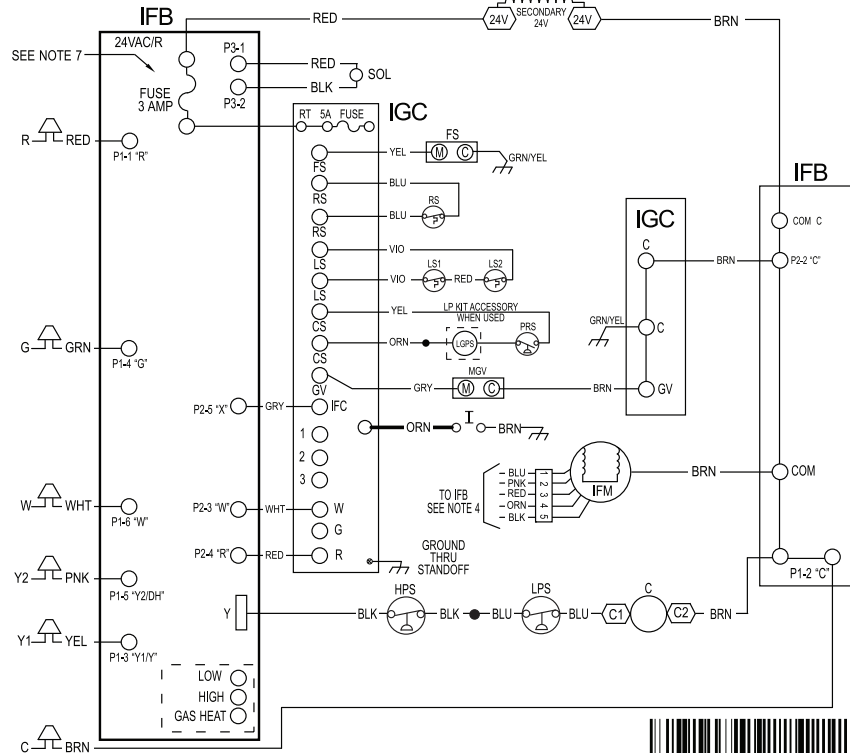 IFB
RED
24V
SECONDARY
24V
24V
BRN
24VAC/R
SEE NOTE 7
P3-1
RED
SOL
BLK
P3-2
FUSE
3 AMP
RT 5A FUSE
IGC
R RED
P1-1 "R"
FS
YEL
M C
GRN/YEL
FS
BLU
RS
RS
BLU
RS
VIO
LS
LS1
LS2
VIO
RED
LS
YEL
LP KIT ACCESSORY
WHEN USED
CS
PRS
ORN
LGPS
CS
MGV
GV
GRY
M C
BRN
IGC
C
GRN/YEL
C
GV
IFB
COM C
BRN
P2-2 "C"
G GRN
P1-4 "G"
P2-5 "X"
GRY
IFC
1
ORN
I
BRN
2
3
BLU 1
PNK 2
RED 3
ORN 4
BLK 5
TO IFB
SEE NOTE 4
IFM
BRN
COM
W WHT
P1-6 "W"
P2-3 "W"
WHT
W
G
P2-4 "R"
RED
R
GROUND
THRU
STANDOFF
Y2 PNK
P1-5 "Y2/DH"
P1-2 "C"
Y
BLK
HPS
BLK
BLU
LPS
BLU
C1
C
C2
BRN
Y1 YEL
P1-3 "Y1/Y"
LOW
HIGH
GAS HEAT
C BRN